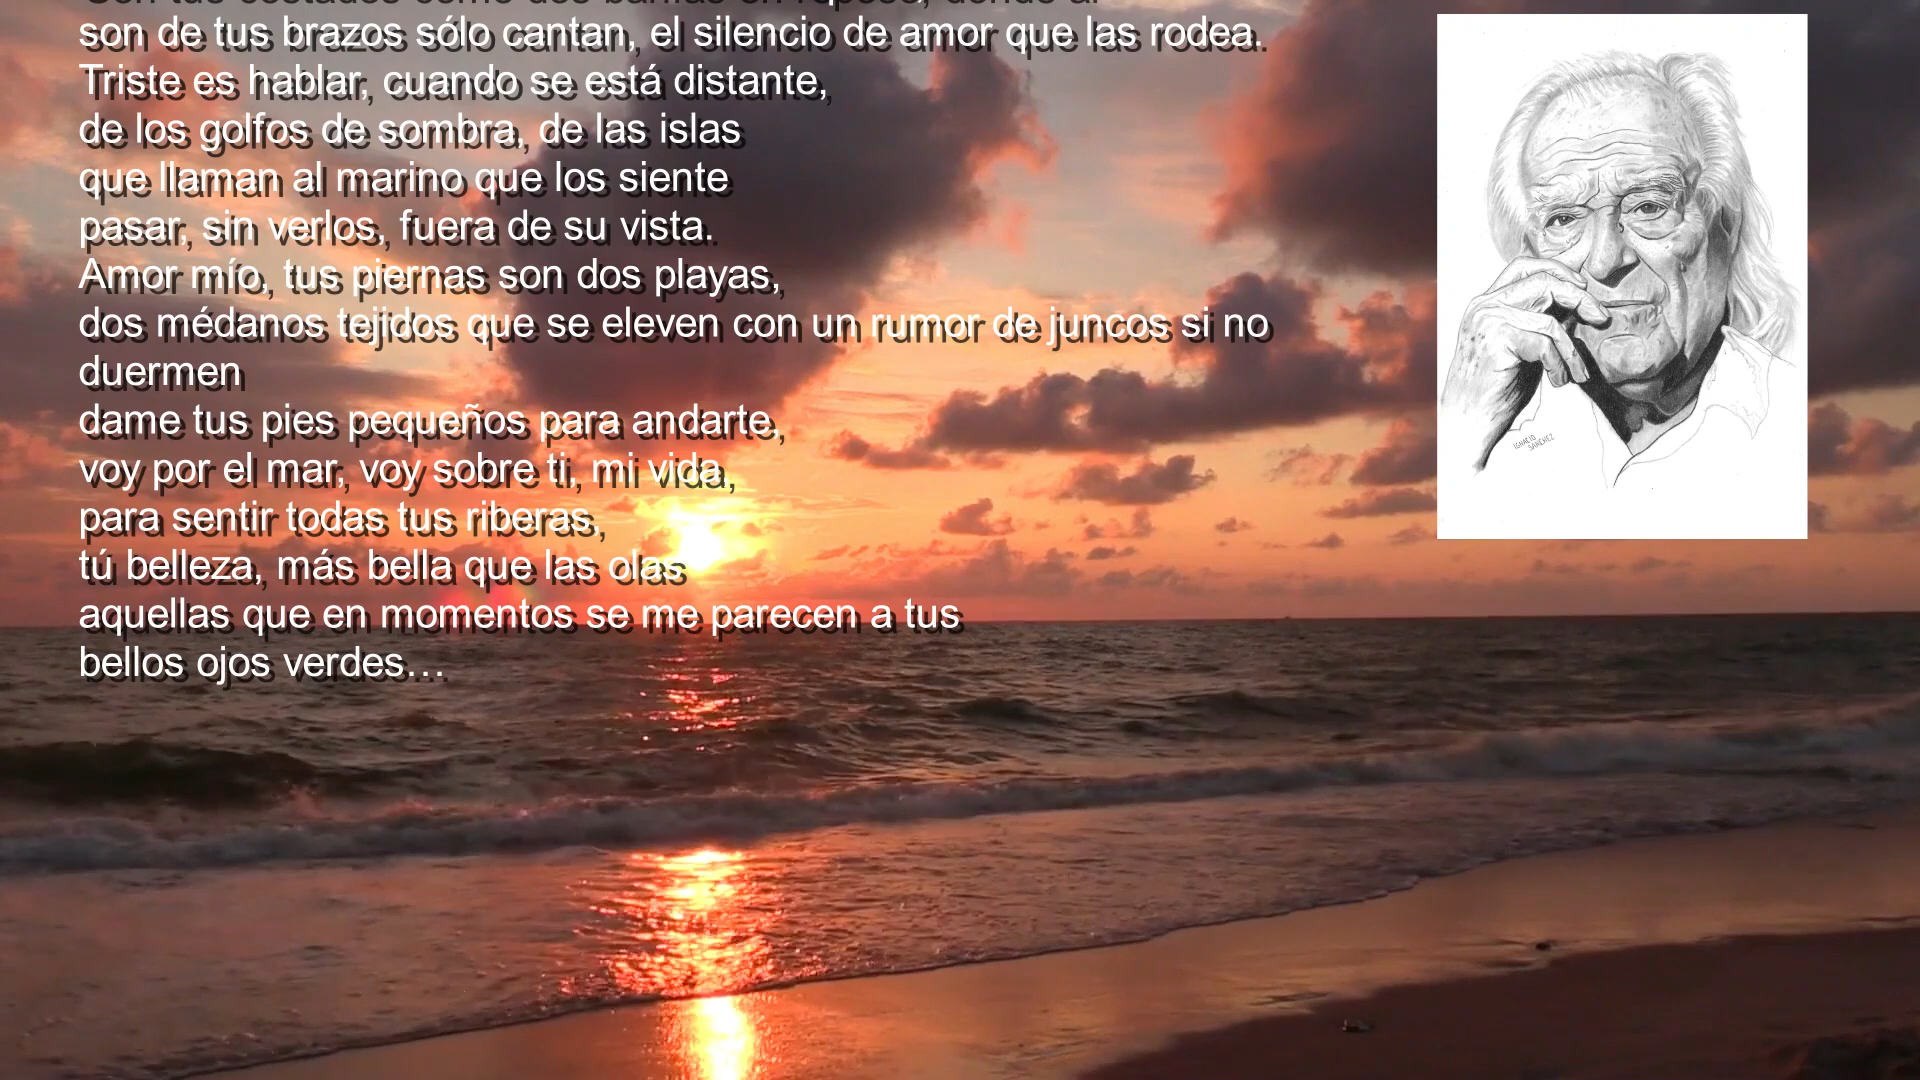 son de tus brazos sólo cantan, el silencio de amor que las rodea.
Triste es hablar, cuando se está distante,
de los golfos de sombra, de las islas
que llaman al marino que los siente
pasar, sin verlos, fuera de su vista.
Amor mío, tus piernas son dos playas,
dos médanos tejidos que se eleven con un rumor de juncos si no
duermen
dame tus pies pequeños para andarte,
voy por el mar, voy sobre ti, mi vida,
para sentir todas tus riberas,
tú belleza, más bella que las olas
aquellas que en momentos se me parecen a tus
bellos ojos verdes…
IGNACIO
SÁNCHEZ